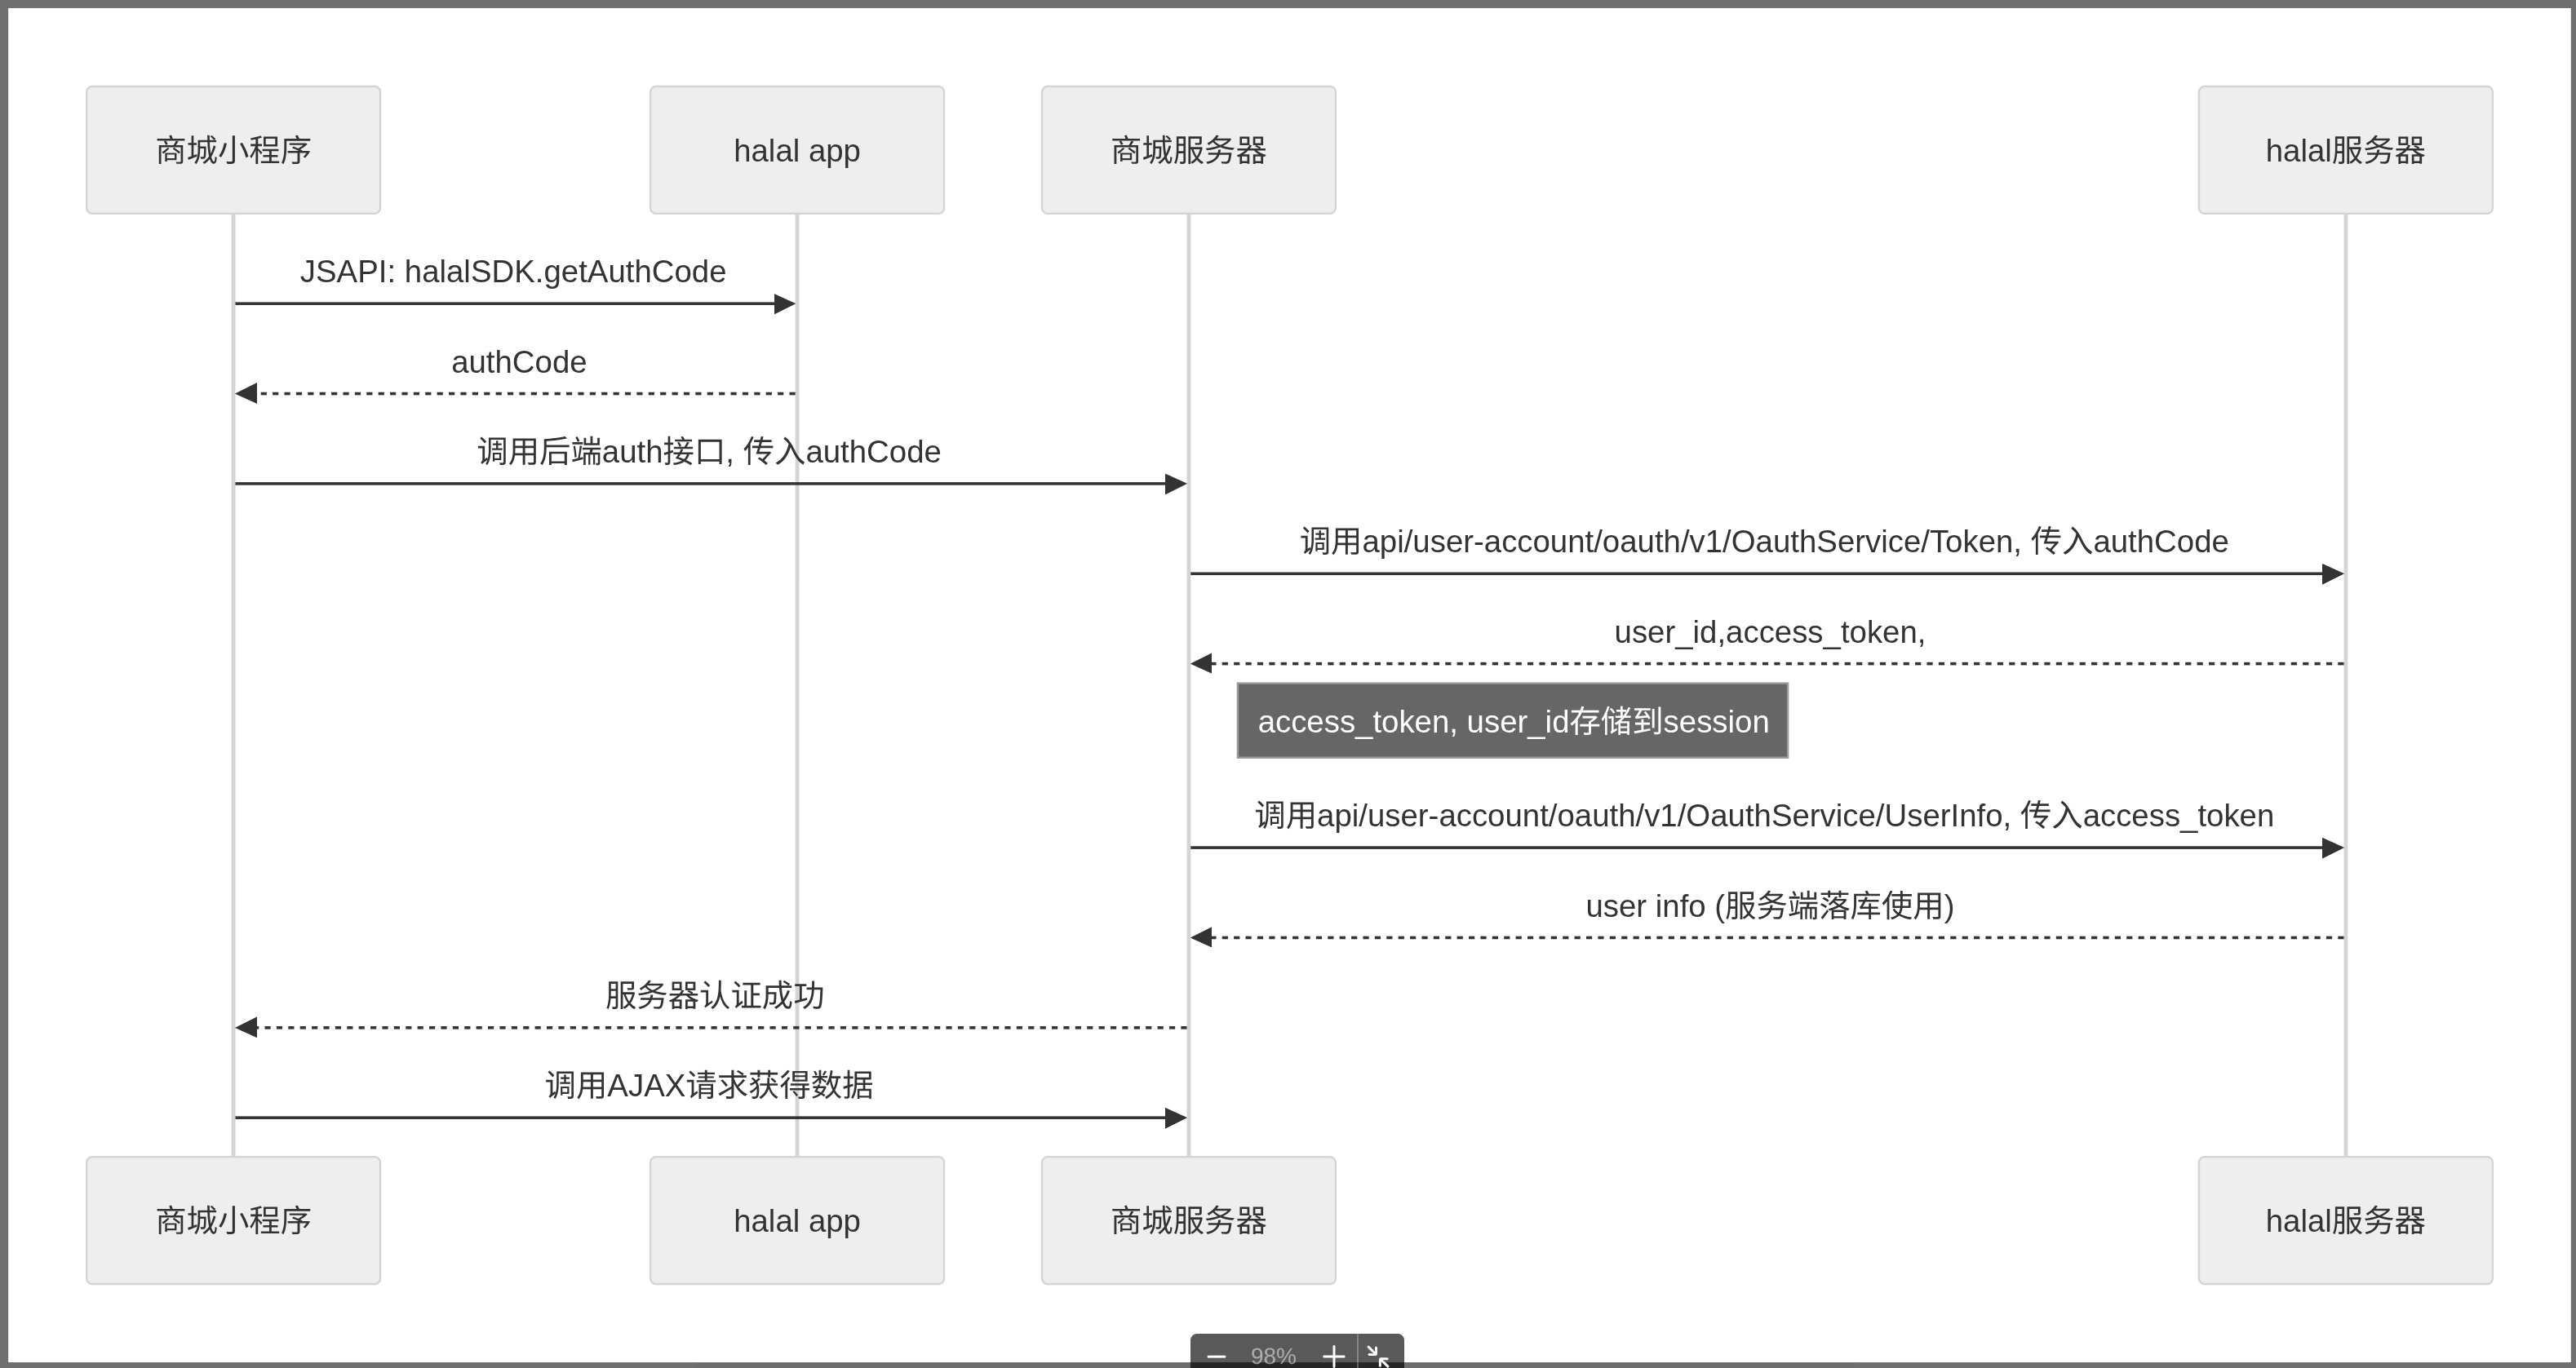 商城小程序
halal app
商城服务器
halal服务器
JSAPI: halalSDK.getAuthCode
authCode
调用后端auth接口, 传入authCode
调用api/user-account/oauth/v1/OauthService/Token, 传入authCode
user_id,access_token,
access_token, user_id存储到session
调用api/user-account/oauth/v1/OauthService/UserInfo, 传入access_token
user info (服务端落库使用)
服务器认证成功
调用AJAX请求获得数据
商城小程序
halal app
商城服务器
halal服务器
98%